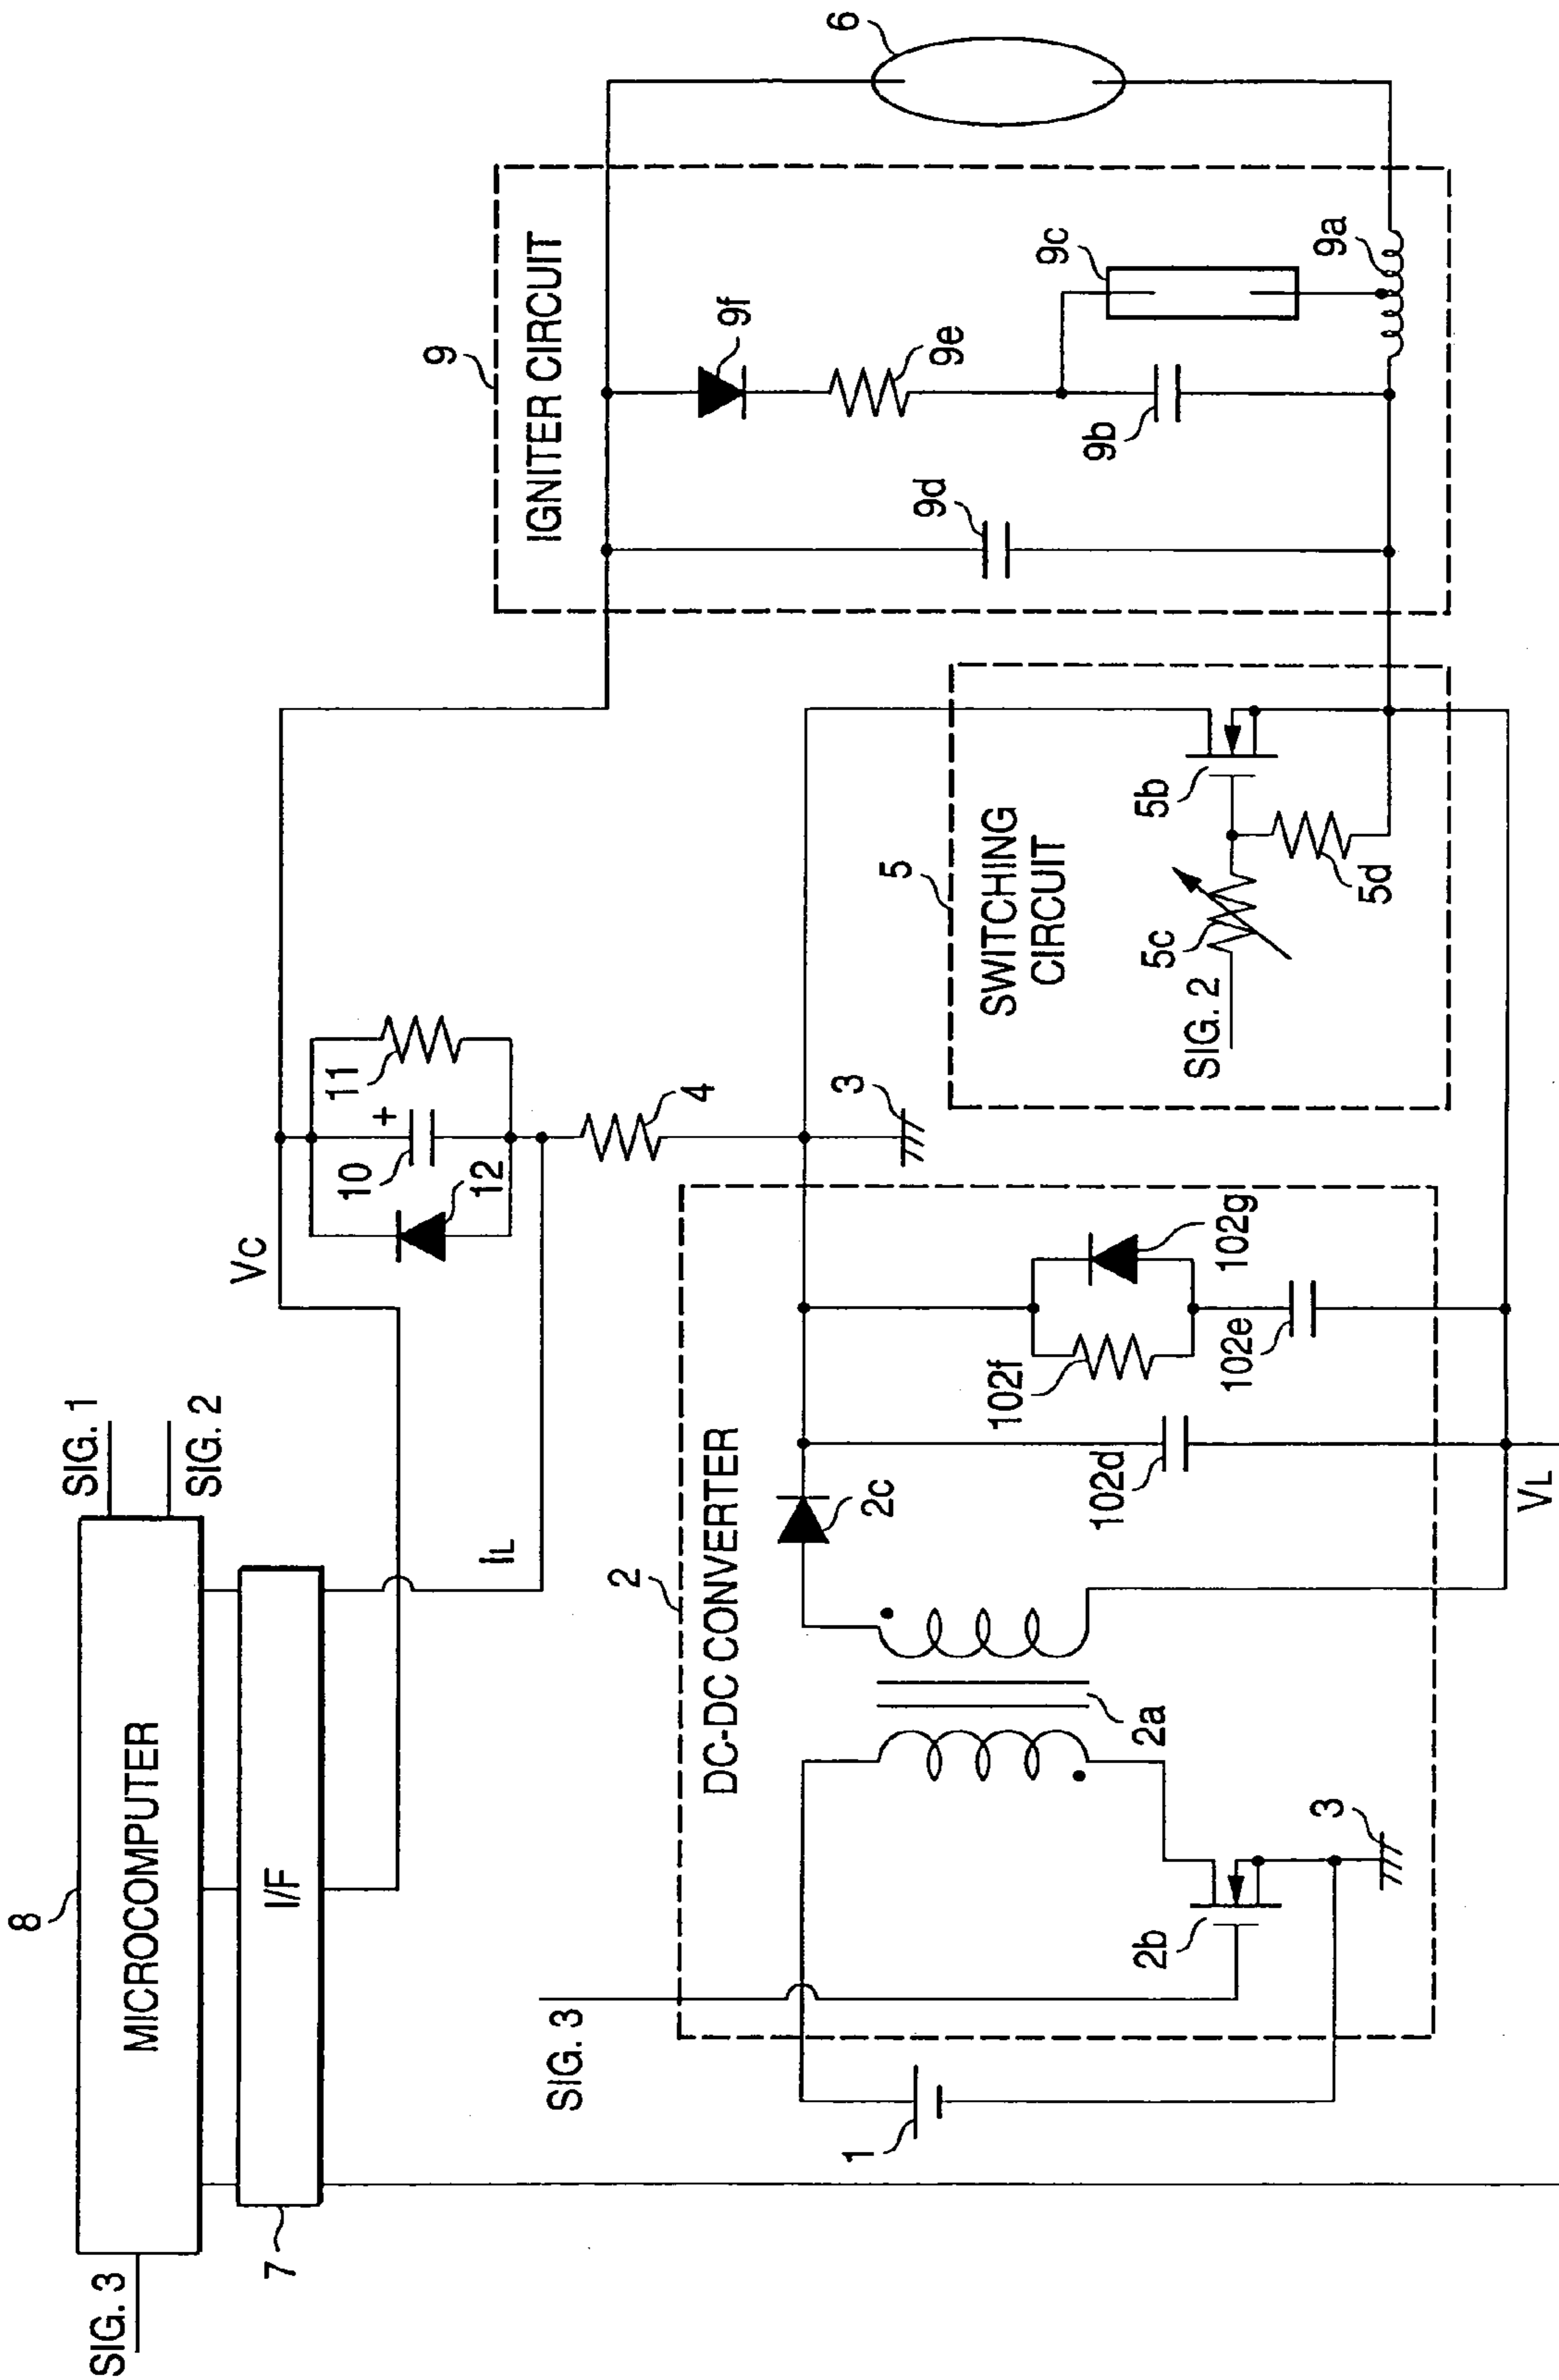 8
MICROCOMPUTER
SIG. 1
SIG. 2
SIG. 3
7
I/F
VC
IL
10
+
11
12
4
3
9
IGNITER CIRCUIT
9f
9e
9c
9b
9d
9a
6
2
DC-DC CONVERTER
SIG. 3
1
2b
3
2a
2c
102d
102f
102g
102e
VL
5
SWITCHING
CIRCUIT
SIG. 2
5c
5b
5d